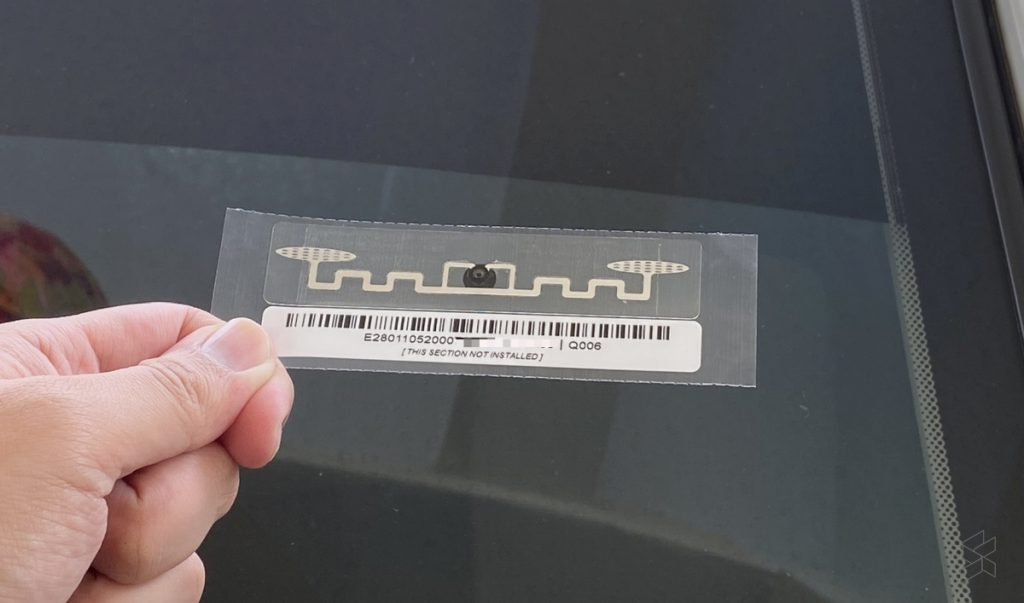 E28011052000 | Q006
[ THIS SECTION NOT INSTALLED ]